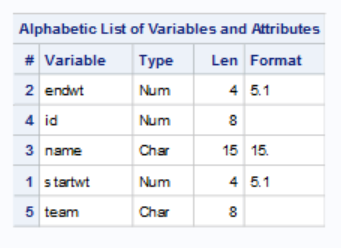 Alphabetic List of Variables and Attributes
# Variable Type Len Format
2 endwt Num 4 5.1
4 id Num 8
3 name Char 15 15.
1 startwt Num 4 5.1
5 team Char 8